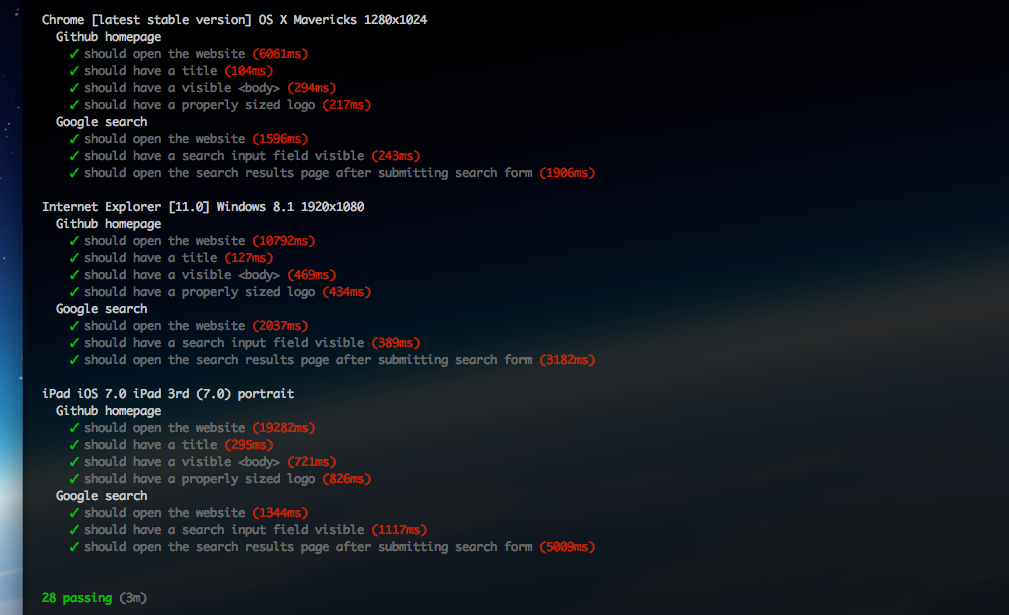 Chrome [latest stable version] OS X Mavericks 1280x1024
Github homepage
✓ should open the website (6061ms)
✓ should have a title (104ms)
✓ should have a visible <body> (294ms)
✓ should have a properly sized logo (217ms)
Google search
✓ should open the website (1596ms)
✓ should have a search input field visible (243ms)
✓ should open the search results page after submitting search form (1906ms)
Internet Explorer [11.0] Windows 8.1 1920x1080
Github homepage
✓ should open the website (10792ms)
✓ should have a title (127ms)
✓ should have a visible <body> (469ms)
✓ should have a properly sized logo (434ms)
Google search
✓ should open the website (2037ms)
✓ should have a search input field visible (389ms)
✓ should open the search results page after submitting search form (3182ms)
iPad iOS 7.0 iPad 3rd (7.0) portrait
Github homepage
✓ should open the website (19282ms)
✓ should have a title (295ms)
✓ should have a visible <body> (721ms)
✓ should have a properly sized logo (826ms)
Google search
✓ should open the website (1344ms)
✓ should have a search input field visible (1117ms)
✓ should open the search results page after submitting search form (5009ms)
28 passing (3m)